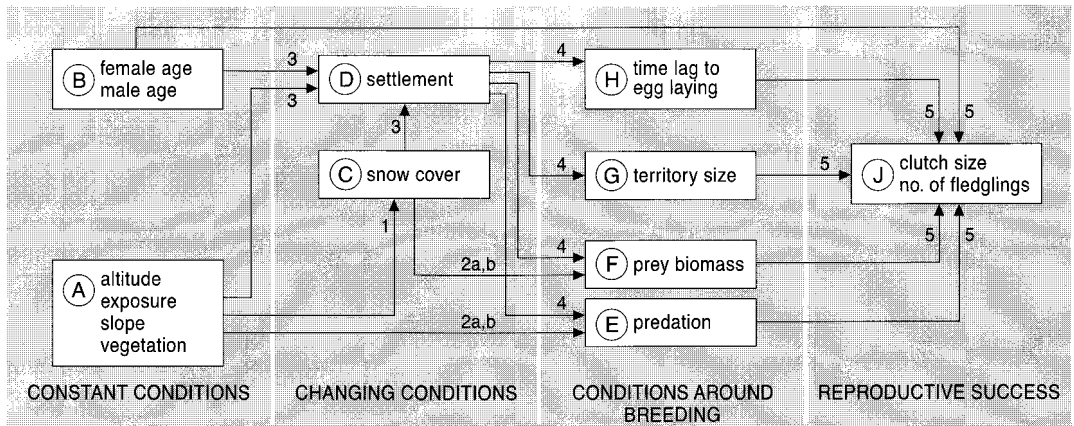 B female age
male age
3
3
D settlement
4
H time lag to
egg laying
5
5
3
C snow cover
4
G territory size
5
J clutch size
no. of fledglings
1
A altitude
exposure
slope
vegetation
2a,b
4
F prey biomass
5
5
2a,b
4
E predation
CONSTANT CONDITIONS
CHANGING CONDITIONS
CONDITIONS AROUND
BREEDING
REPRODUCTIVE SUCCESS